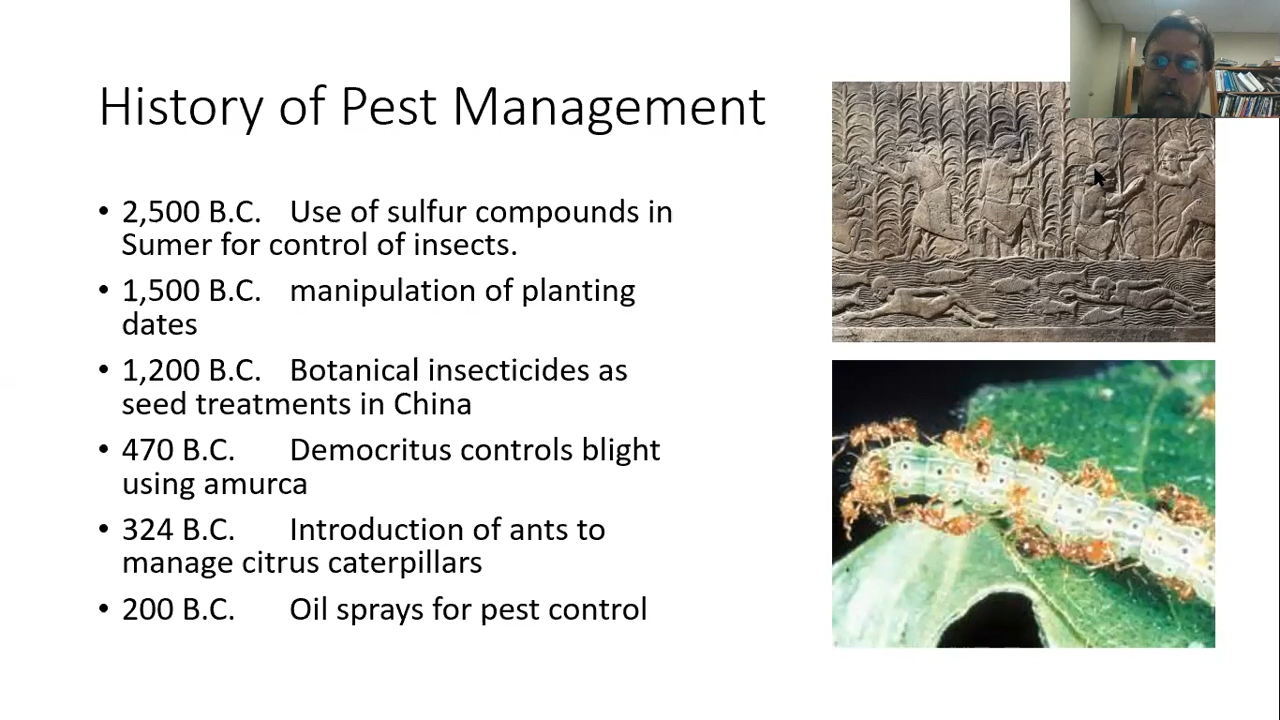 History of Pest Management
• 2,500 B.C. Use of sulfur compounds in
Sumer for control of insects.
• 1,500 B.C. manipulation of planting
dates
• 1,200 B.C. Botanical insecticides as
seed treatments in China
• 470 B.C. Democritus controls blight
using amurca
• 324 B.C. Introduction of ants to
manage citrus caterpillars
• 200 B.C. Oil sprays for pest control